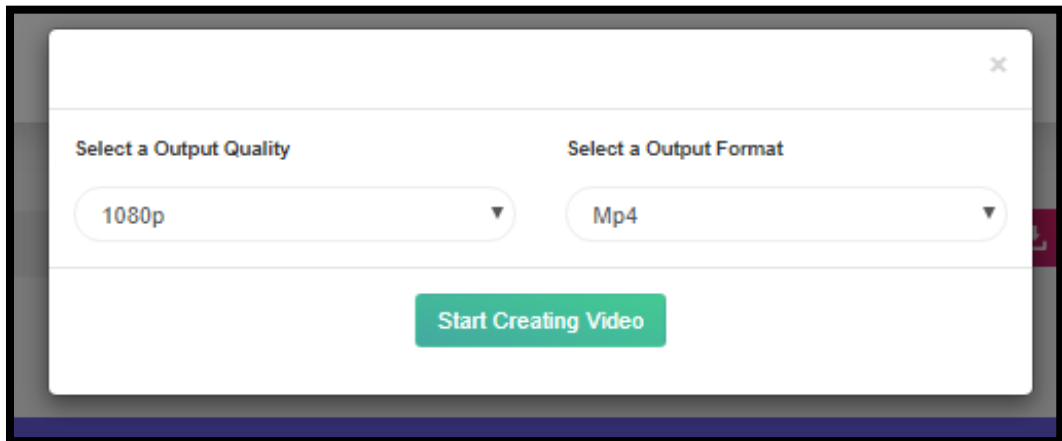 ×
Select a Output Quality
Select a Output Format
1080p
Mp4
Start Creating Video